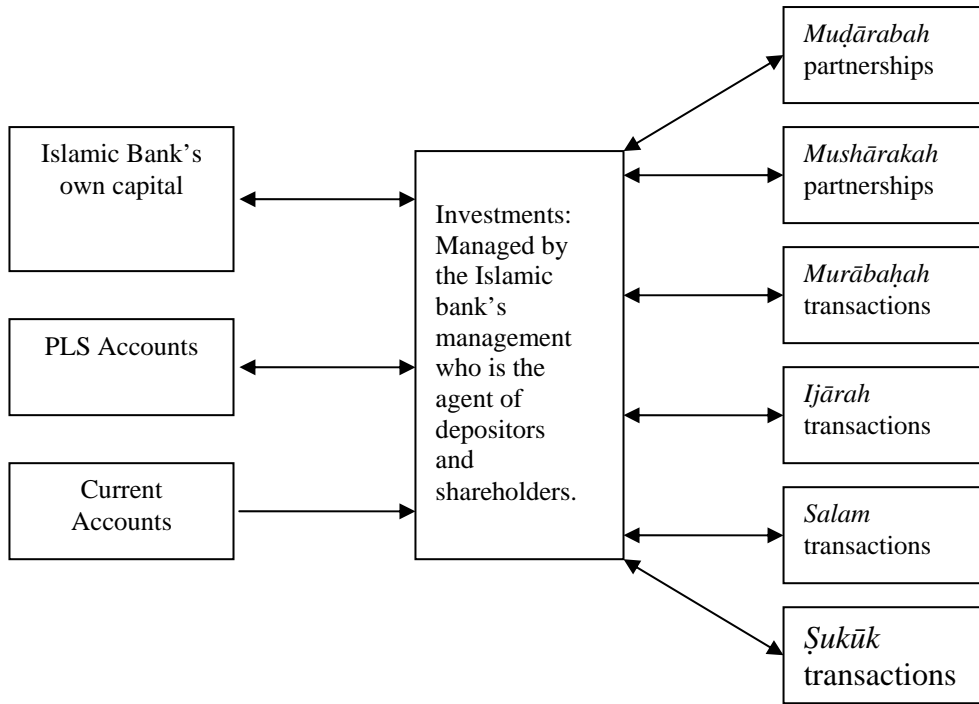 Islamic Bank's
own capital
PLS Accounts
Current
Accounts
Investments:
Managed by
the Islamic
bank's
management
who is the
agent of
depositors
and
shareholders.
Muḍārabah
partnerships
Mushārakah
partnerships
Murābaḥah
transactions
Ijārah
transactions
Salam
transactions
Ṣukūk
transactions